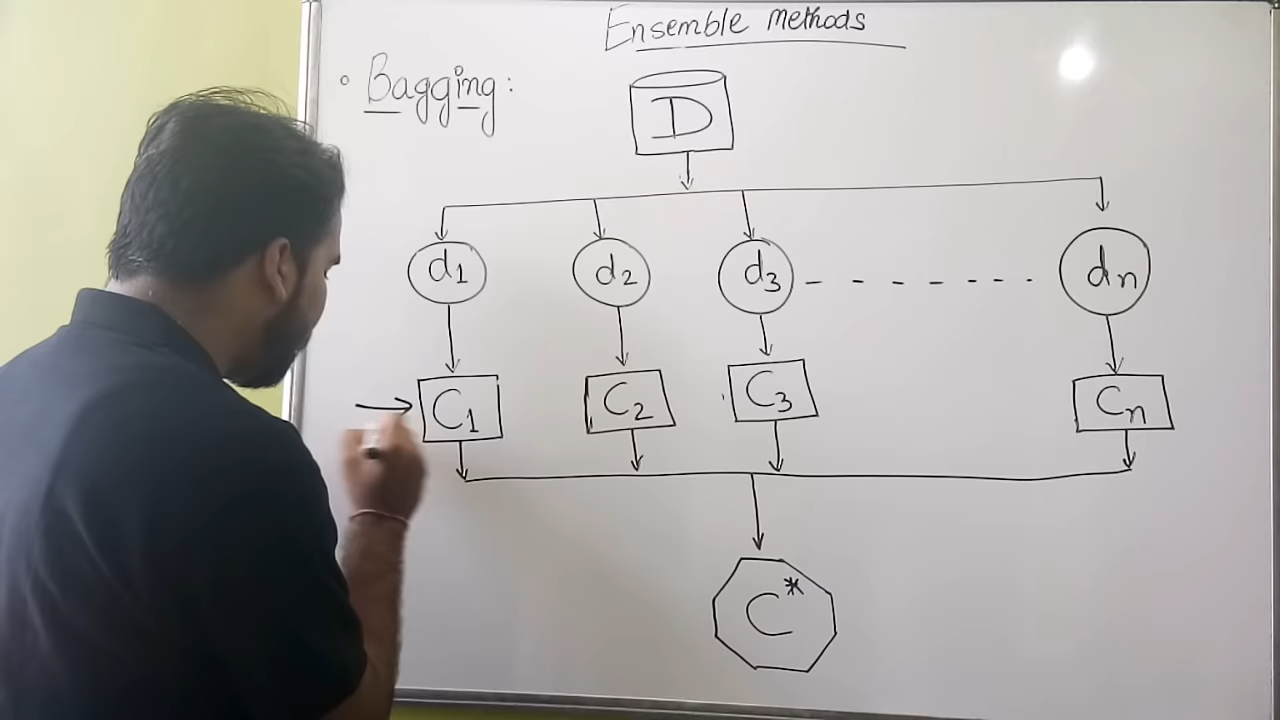 Ensemble methods
Bagging:
D
d1 d2 d3 - - - - - - - dn
C1 C2 C3 Cn
C*